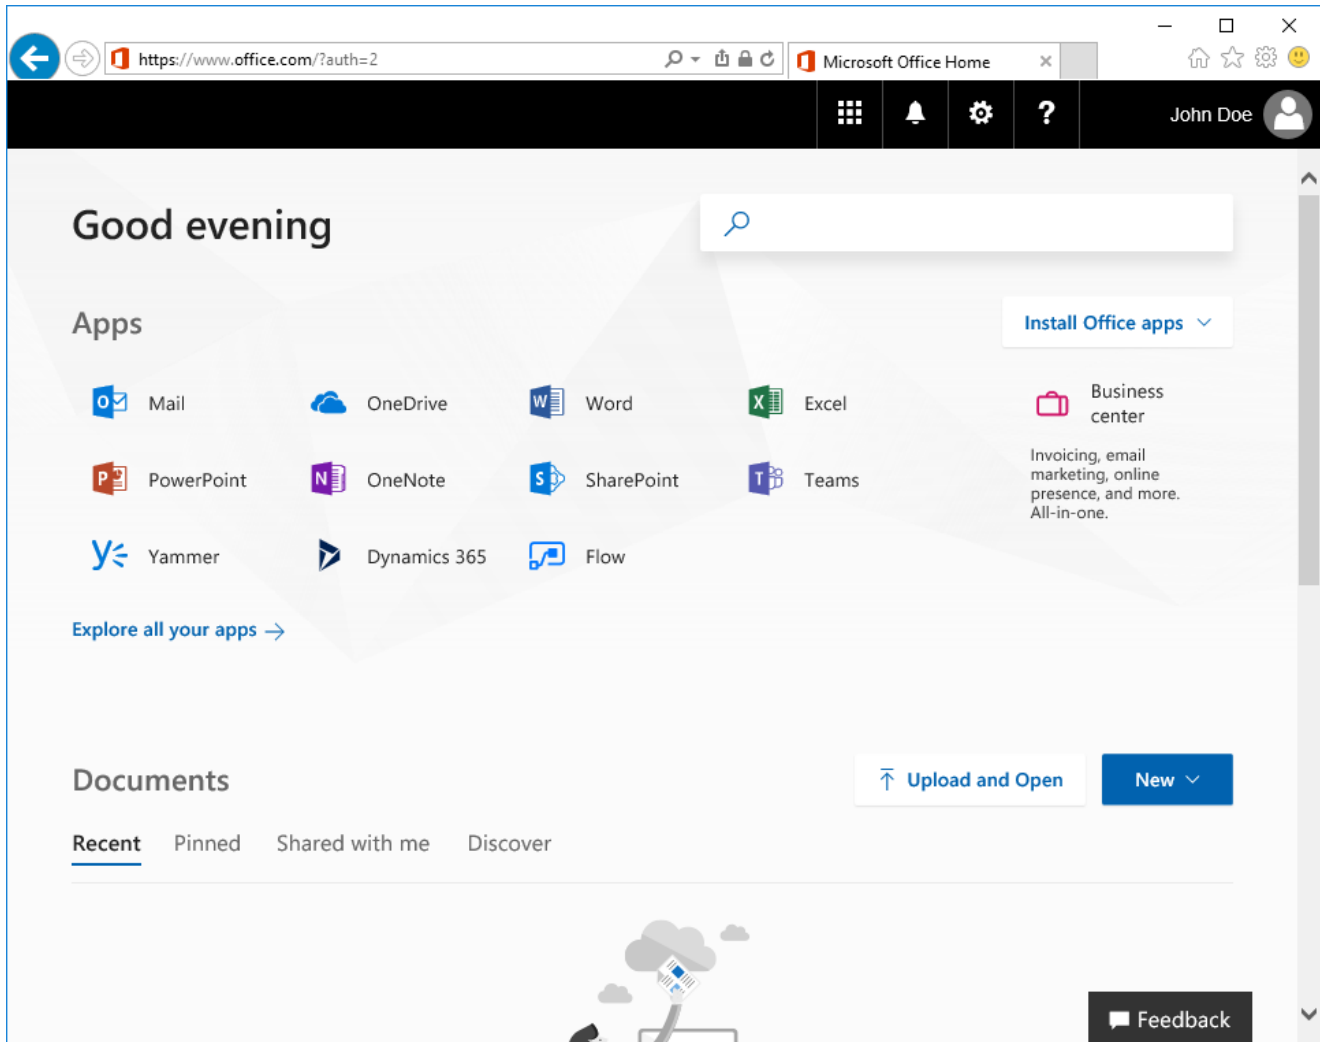 https://www.office.com/?auth=2
Microsoft Office Home
?
John Doe
Good evening
Apps
Install Office apps
Mail
OneDrive
Word
Excel
Business
center
Invoicing, email
marketing, online
presence, and more.
All-in-one.
PowerPoint
OneNote
SharePoint
Teams
Yammer
Dynamics 365
Flow
Explore all your apps →
Documents
Upload and Open
New
Recent
Pinned
Shared with me
Discover
Feedback